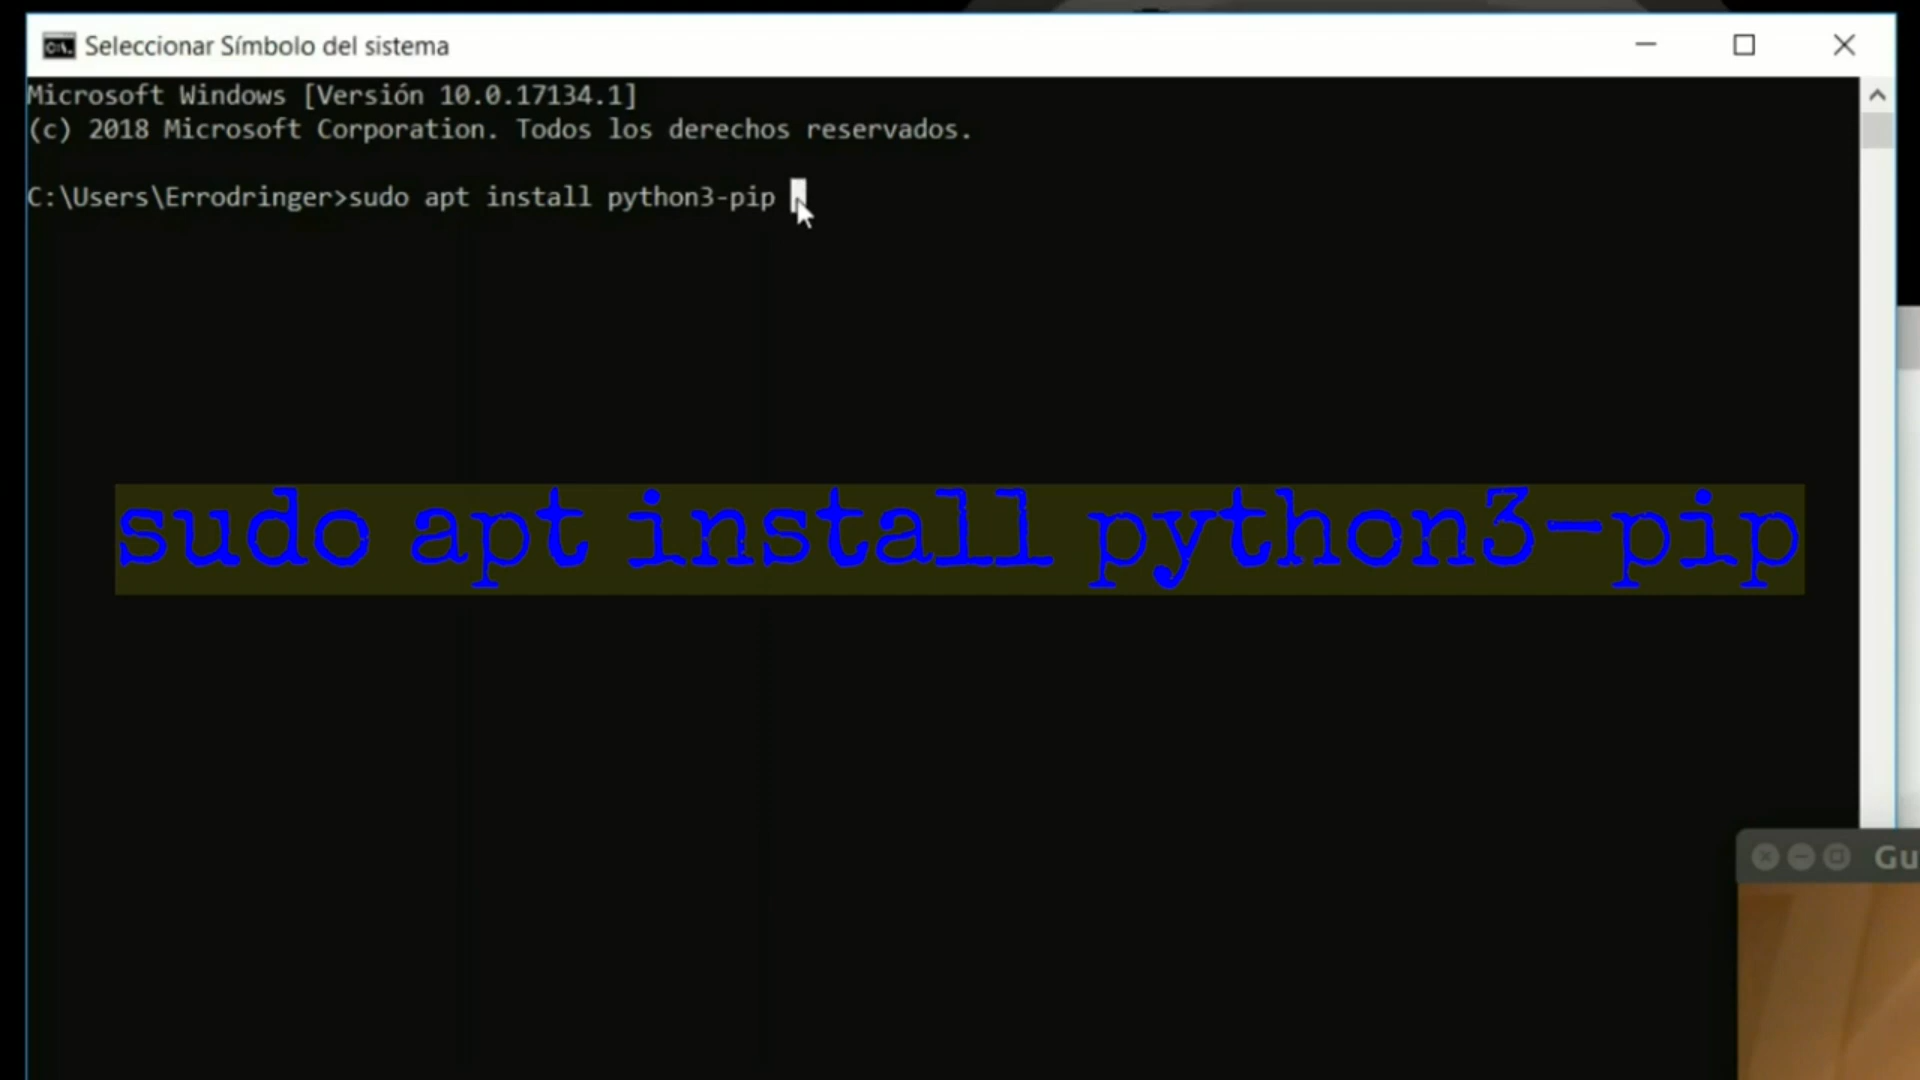 Seleccionar Símbolo del sistema
Microsoft Windows [Versión 10.0.17134.1]
(c) 2018 Microsoft Corporation. Todos los derechos reservados.
C:\Users\Errodringer>sudo apt install python3-pip
sudo apt install python3-pip
Gu